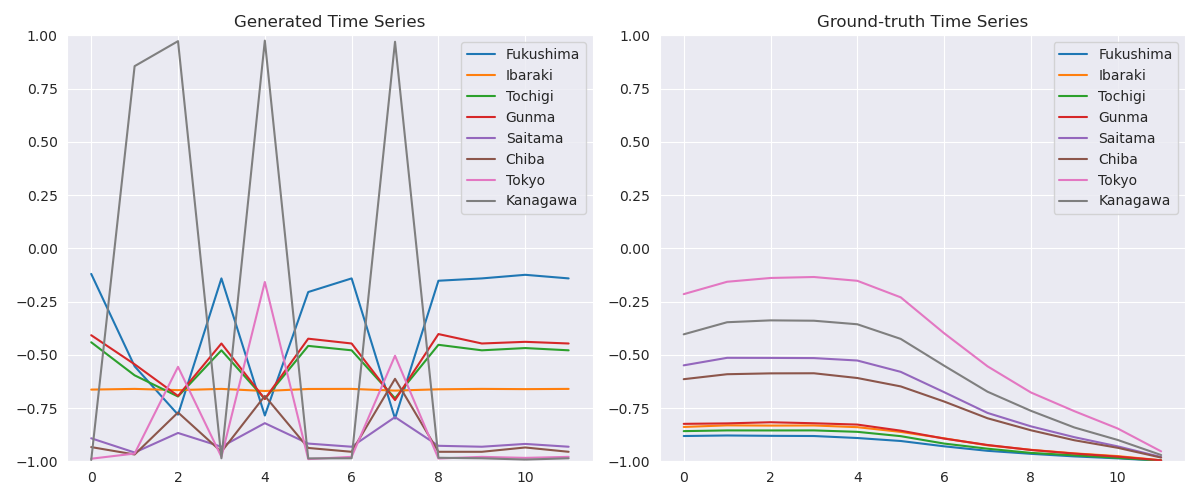 Generated Time Series
1.00
0.75
0.50
0.25
0.00
−0.25
−0.50
−0.75
−1.00
0 2 4 6 8 10
Fukushima
Ibaraki
Tochigi
Gunma
Saitama
Chiba
Tokyo
Kanagawa
Ground-truth Time Series
1.00
0.75
0.50
0.25
0.00
−0.25
−0.50
−0.75
−1.00
0 2 4 6 8 10
Fukushima
Ibaraki
Tochigi
Gunma
Saitama
Chiba
Tokyo
Kanagawa